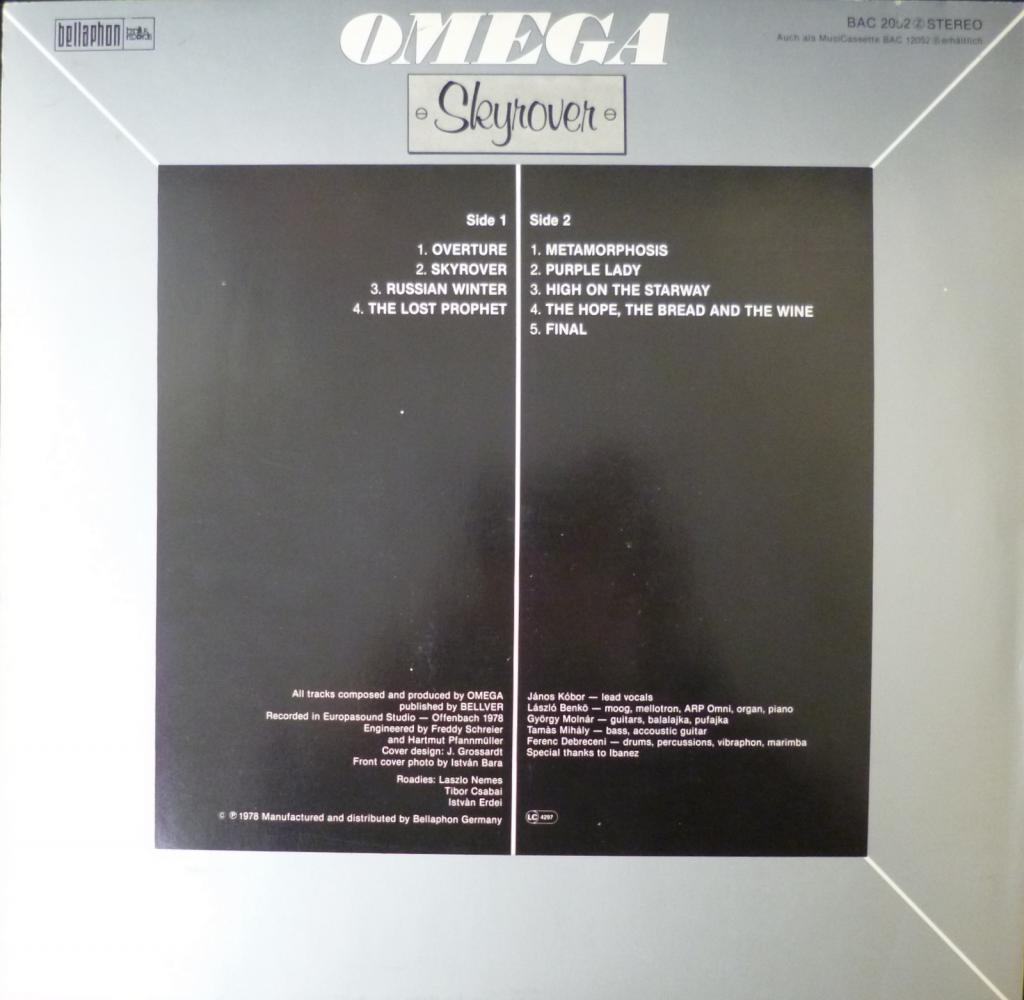 bellaphon
OMEGA
BAC 2052 Ⓩ STEREO
Auch als MusiCassette BAC 12052 Ⓑ erhältlich
Skyrover
Side 1
1. OVERTURE
2. SKYROVER
3. RUSSIAN WINTER
4. THE LOST PROPHET
Side 2
1. METAMORPHOSIS
2. PURPLE LADY
3. HIGH ON THE STARWAY
4. THE HOPE, THE BREAD AND THE WINE
5. FINAL
All tracks composed and produced by OMEGA
published by BELLVER
Recorded in Europasound Studio — Offenbach 1978
Engineered by Freddy Schreier
and Hartmut Pfannmüller
Cover design: J. Grossardt
Front cover photo by István Bara
Roadies: Laszlo Nemes
Tibor Csabai
Istvàn Erdei
© ℗ 1978 Manufactured and distributed by Bellaphon Germany
János Kóbor — lead vocals
László Benkö — moog, mellotron, ARP Omni, organ, piano
György Molnár — guitars, balalajka, pufajka
Tamàs Mihály — bass, accoustic guitar
Ferenc Debreceni — drums, percussions, vibraphon, marimba
Special thanks to Ibanez
LC 4297